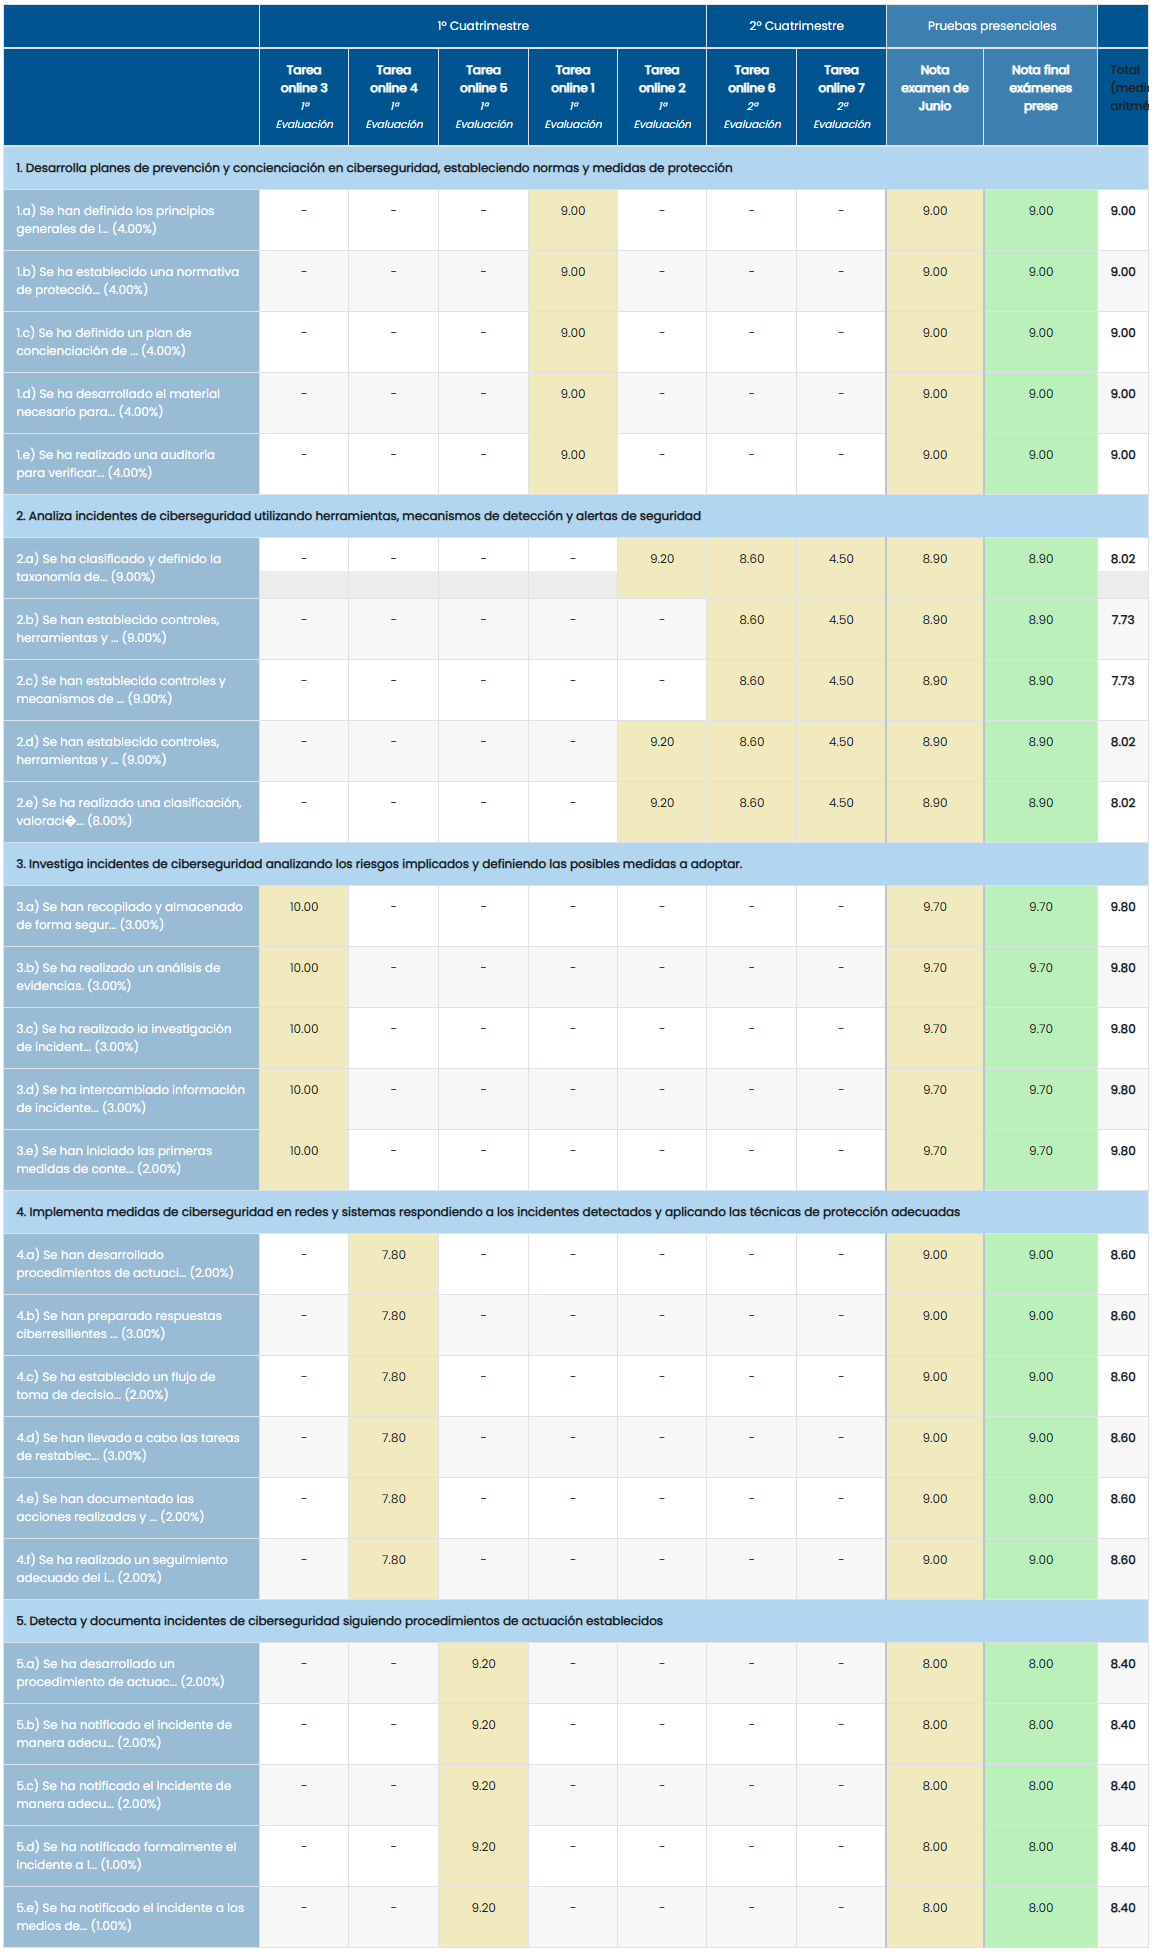 1º Cuatrimestre 2º Cuatrimestre Pruebas presenciales
Tarea online 3 1ª Evaluación
Tarea online 4 1ª Evaluación
Tarea online 5 1ª Evaluación
Tarea online 1 1ª Evaluación
Tarea online 2 1ª Evaluación
Tarea online 6 2ª Evaluación
Tarea online 7 2ª Evaluación
Nota examen de Junio
Nota final exámenes prese
Total (media aritmé
1. Desarrolla planes de prevención y concienciación en ciberseguridad, estableciendo normas y medidas de protección
1.a) Se han definido los principios generales de l... (4.00%) - - - 9.00 - - - 9.00 9.00 9.00
1.b) Se ha establecido una normativa de protecció... (4.00%) - - - 9.00 - - - 9.00 9.00 9.00
1.c) Se ha definido un plan de concienciación de ... (4.00%) - - - 9.00 - - - 9.00 9.00 9.00
1.d) Se ha desarrollado el material necesario para... (4.00%) - - - 9.00 - - - 9.00 9.00 9.00
1.e) Se ha realizado una auditoría para verificar... (4.00%) - - - 9.00 - - - 9.00 9.00 9.00
2. Analiza incidentes de ciberseguridad utilizando herramientas, mecanismos de detección y alertas de seguridad
2.a) Se ha clasificado y definido la taxonomía de... (9.00%) - - - - 9.20 8.60 4.50 8.90 8.90 8.02
2.b) Se han establecido controles, herramientas y ... (9.00%) - - - - - 8.60 4.50 8.90 8.90 7.73
2.c) Se han establecido controles y mecanismos de ... (9.00%) - - - - - 8.60 4.50 8.90 8.90 7.73
2.d) Se han establecido controles, herramientas y ... (9.00%) - - - - 9.20 8.60 4.50 8.90 8.90 8.02
2.e) Se ha realizado una clasificación, valoraci�... (8.00%) - - - - 9.20 8.60 4.50 8.90 8.90 8.02
3. Investiga incidentes de ciberseguridad analizando los riesgos implicados y definiendo las posibles medidas a adoptar.
3.a) Se han recopilado y almacenado de forma segur... (3.00%) 10.00 - - - - - - 9.70 9.70 9.80
3.b) Se ha realizado un análisis de evidencias. (3.00%) 10.00 - - - - - - 9.70 9.70 9.80
3.c) Se ha realizado la investigación de incident... (3.00%) 10.00 - - - - - - 9.70 9.70 9.80
3.d) Se ha intercambiado información de incidente... (3.00%) 10.00 - - - - - - 9.70 9.70 9.80
3.e) Se han iniciado las primeras medidas de conte... (2.00%) 10.00 - - - - - - 9.70 9.70 9.80
4. Implementa medidas de ciberseguridad en redes y sistemas respondiendo a los incidentes detectados y aplicando las técnicas de protección adecuadas
4.a) Se han desarrollado procedimientos de actuaci... (2.00%) - 7.80 - - - - - 9.00 9.00 8.60
4.b) Se han preparado respuestas ciberresilientes ... (3.00%) - 7.80 - - - - - 9.00 9.00 8.60
4.c) Se ha establecido un flujo de toma de decisio... (2.00%) - 7.80 - - - - - 9.00 9.00 8.60
4.d) Se han llevado a cabo las tareas de restablec... (3.00%) - 7.80 - - - - - 9.00 9.00 8.60
4.e) Se han documentado las acciones realizadas y ... (2.00%) - 7.80 - - - - - 9.00 9.00 8.60
4.f) Se ha realizado un seguimiento adecuado del i... (2.00%) - 7.80 - - - - - 9.00 9.00 8.60
5. Detecta y documenta incidentes de ciberseguridad siguiendo procedimientos de actuación establecidos
5.a) Se ha desarrollado un procedimiento de actuac... (2.00%) - - 9.20 - - - - 8.00 8.00 8.40
5.b) Se ha notificado el incidente de manera adecu... (2.00%) - - 9.20 - - - - 8.00 8.00 8.40
5.c) Se ha notificado el incidente de manera adecu... (2.00%) - - 9.20 - - - - 8.00 8.00 8.40
5.d) Se ha notificado formalmente el incidente a l... (1.00%) - - 9.20 - - - - 8.00 8.00 8.40
5.e) Se ha notificado el incidente a los medios de... (1.00%) - - 9.20 - - - - 8.00 8.00 8.40